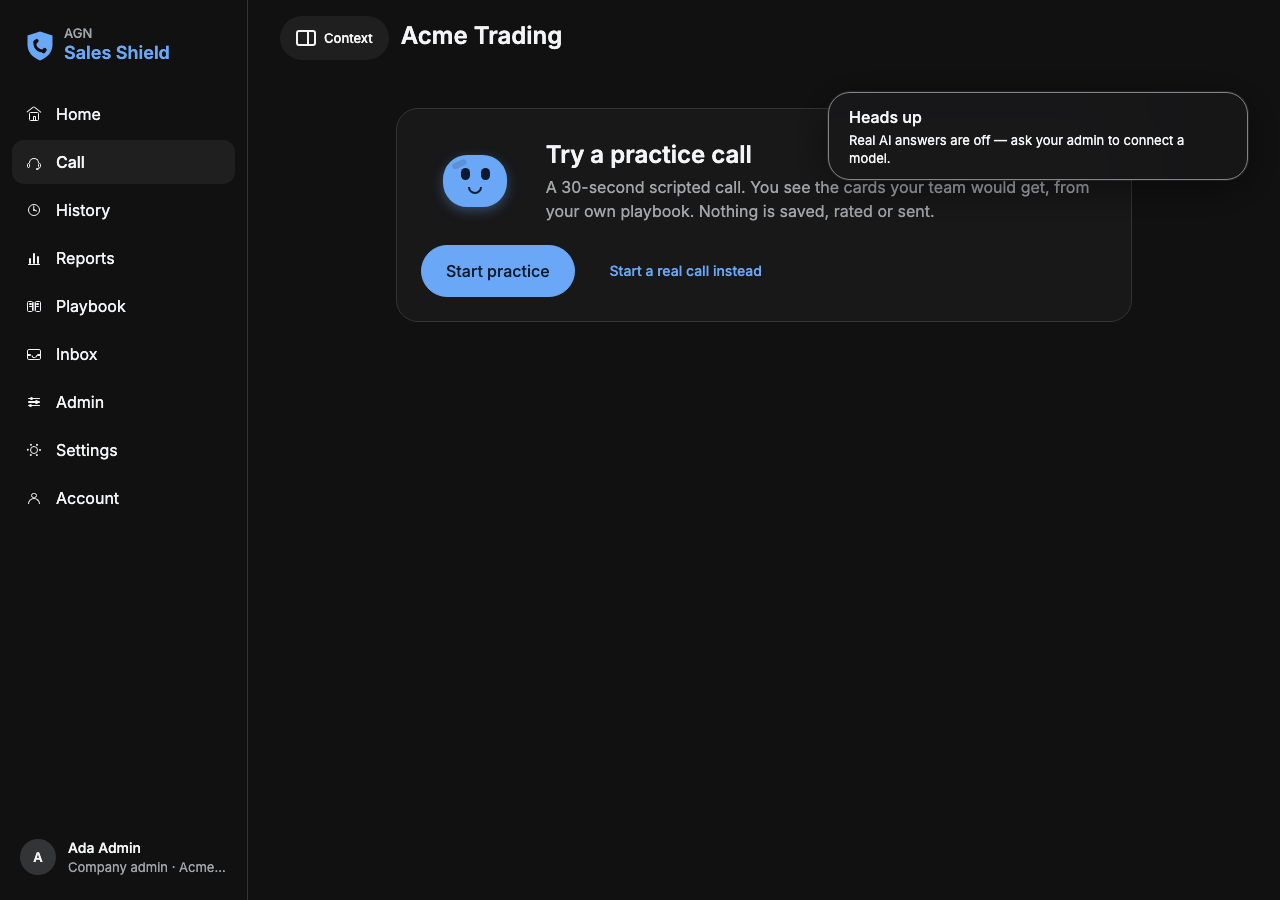 AGN
Sales Shield
Home
Call
History
Reports
Playbook
Inbox
Admin
Settings
Account
A
Ada Admin
Company admin · Acme...
Context
Acme Trading
Heads up
Real AI answers are off — ask your admin to connect a
model.
Try a practice call
A 30-second scripted call. You see the cards your team would get, from
your own playbook. Nothing is saved, rated or sent.
Start practice
Start a real call instead